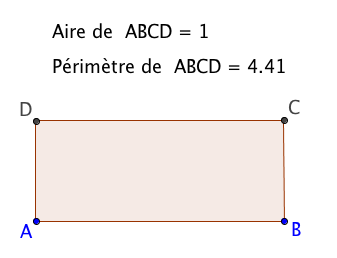 Aire de ABCD = 1
Périmètre de ABCD = 4.41
D C
A B